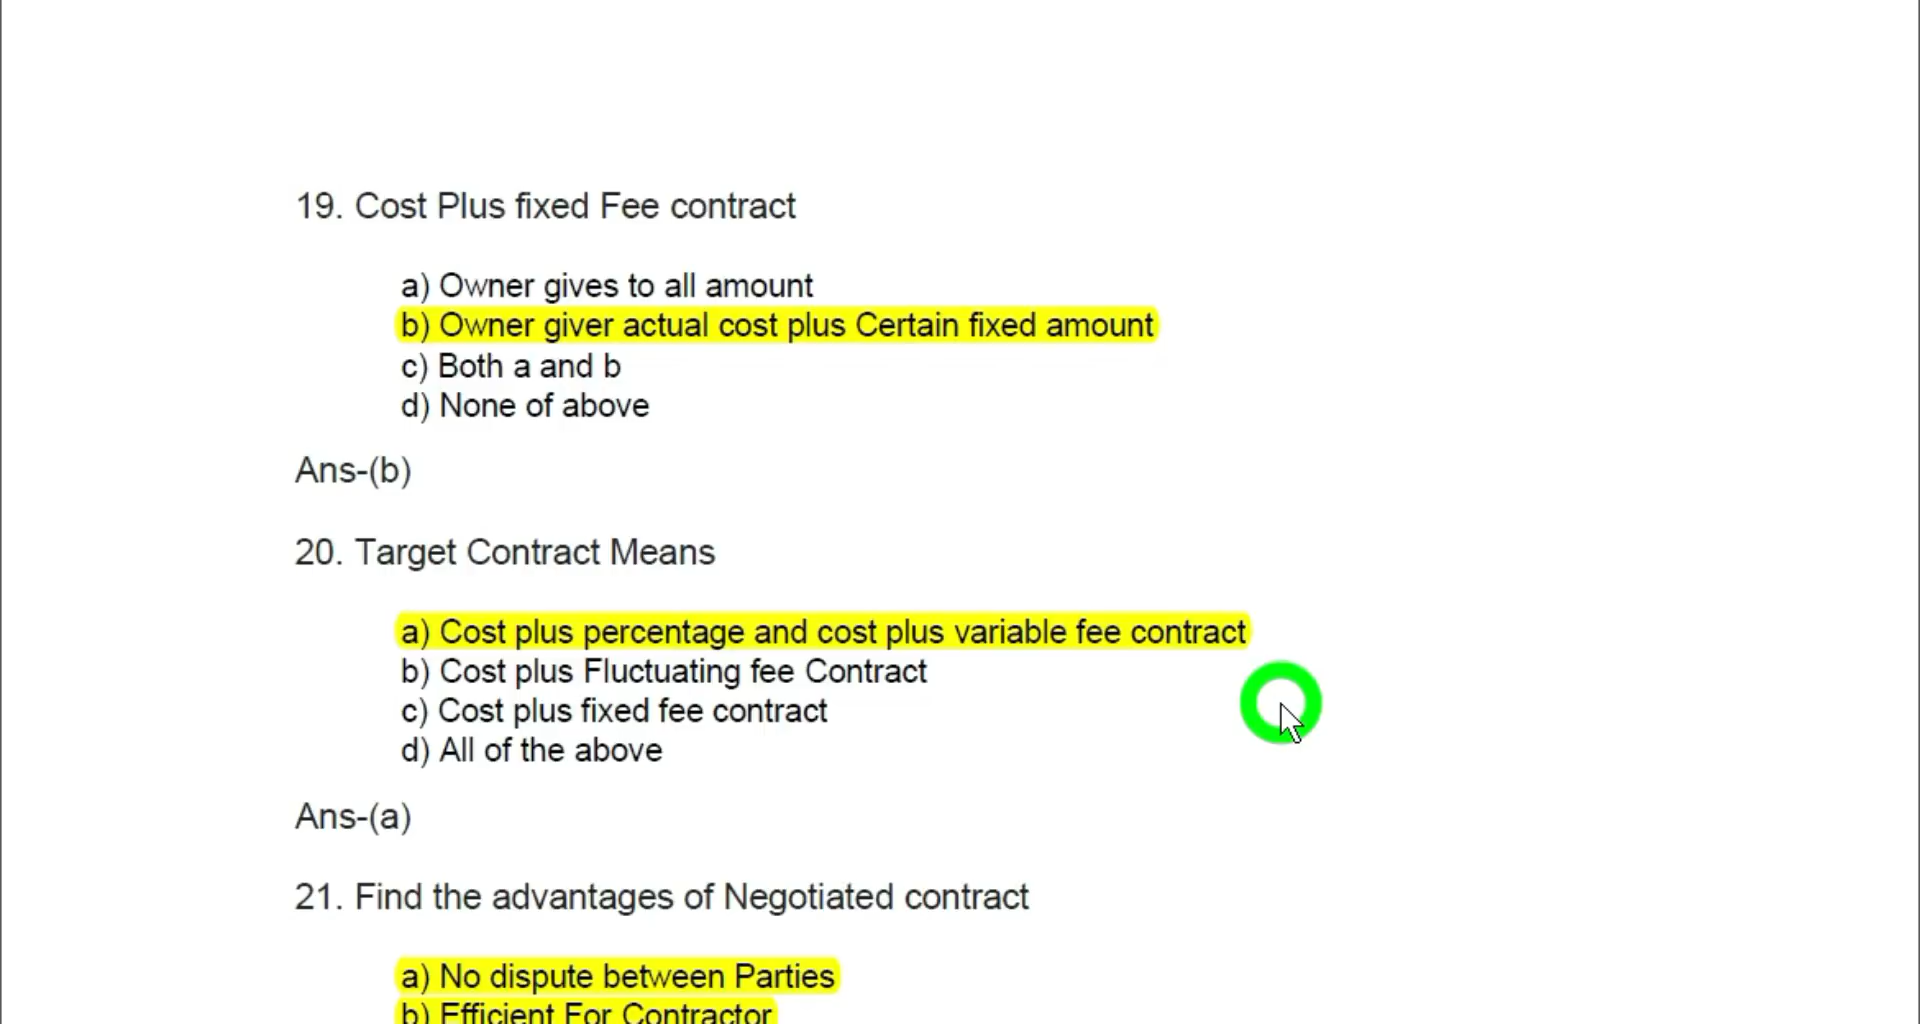 19. Cost Plus fixed Fee contract
a) Owner gives to all amount
b) Owner giver actual cost plus Certain fixed amount
c) Both a and b
d) None of above
Ans-(b)
20. Target Contract Means
a) Cost plus percentage and cost plus variable fee contract
b) Cost plus Fluctuating fee Contract
c) Cost plus fixed fee contract
d) All of the above
Ans-(a)
21. Find the advantages of Negotiated contract
a) No dispute between Parties
b) Efficient For Contractor